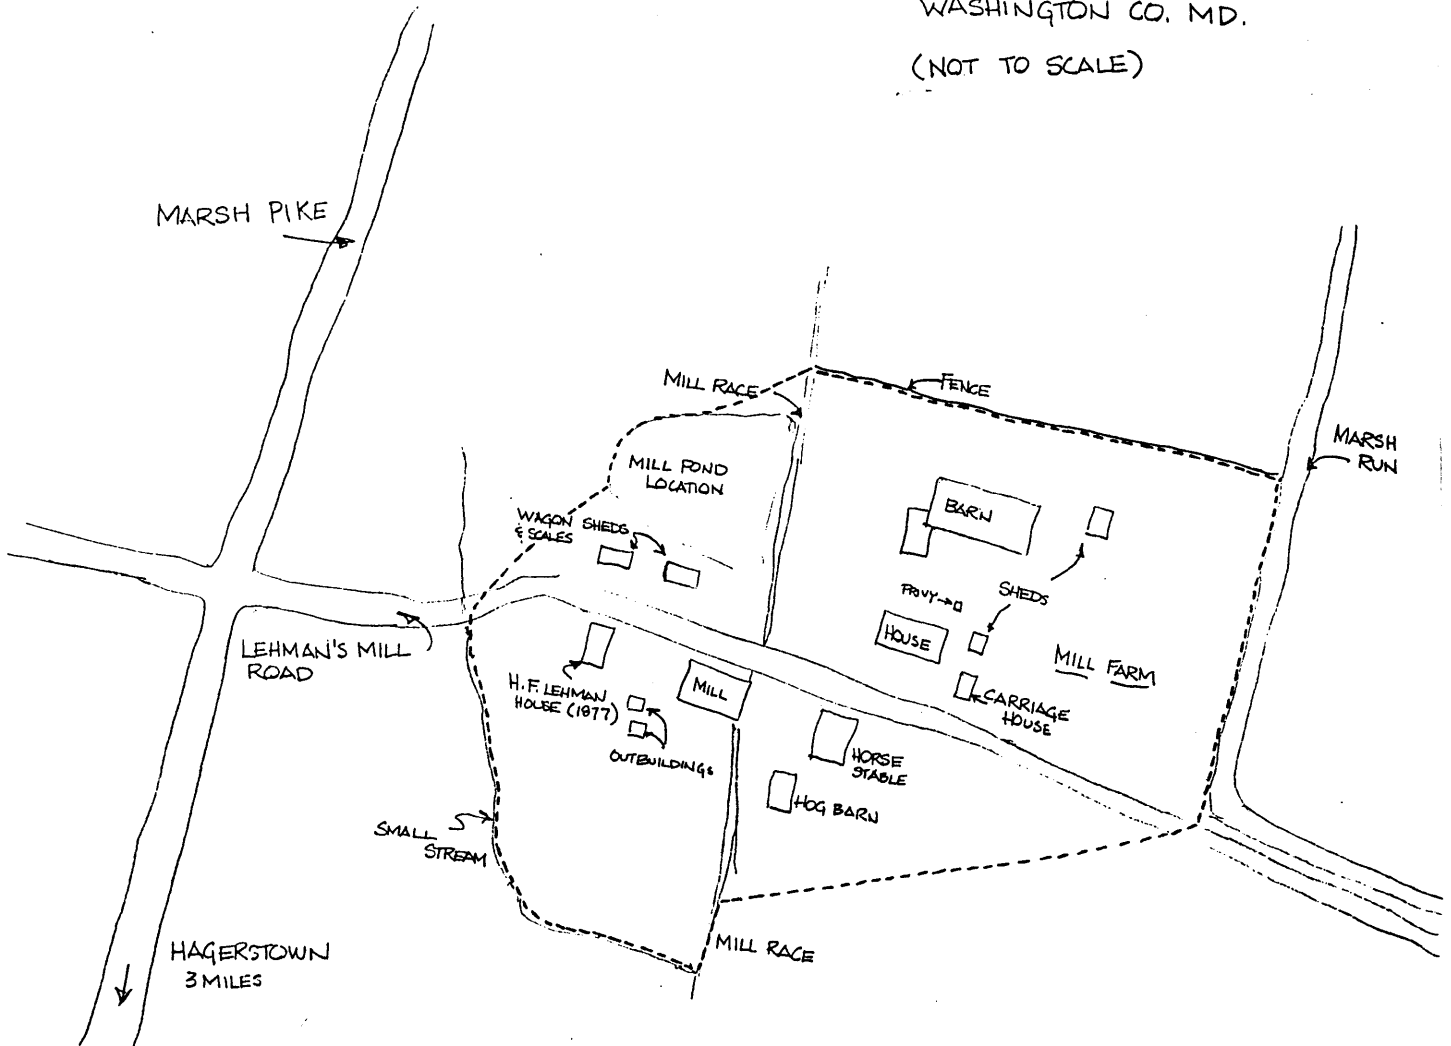 WASHINGTON CO. MD.
(NOT TO SCALE)
MARSH PIKE
MILL RACE
FENCE
MARSH
RUN
MILL POND
LOCATION
WAGON SHEDS
& SCALES
BARN
SHEDS
PRIVY
HOUSE
MILL FARM
LEHMAN'S MILL
ROAD
H.F. LEHMAN
HOUSE (1877)
MILL
CARRIAGE
HOUSE
OUTBUILDINGS
HORSE
STABLE
HOG BARN
SMALL
STREAM
MILL RACE
HAGERSTOWN
3 MILES